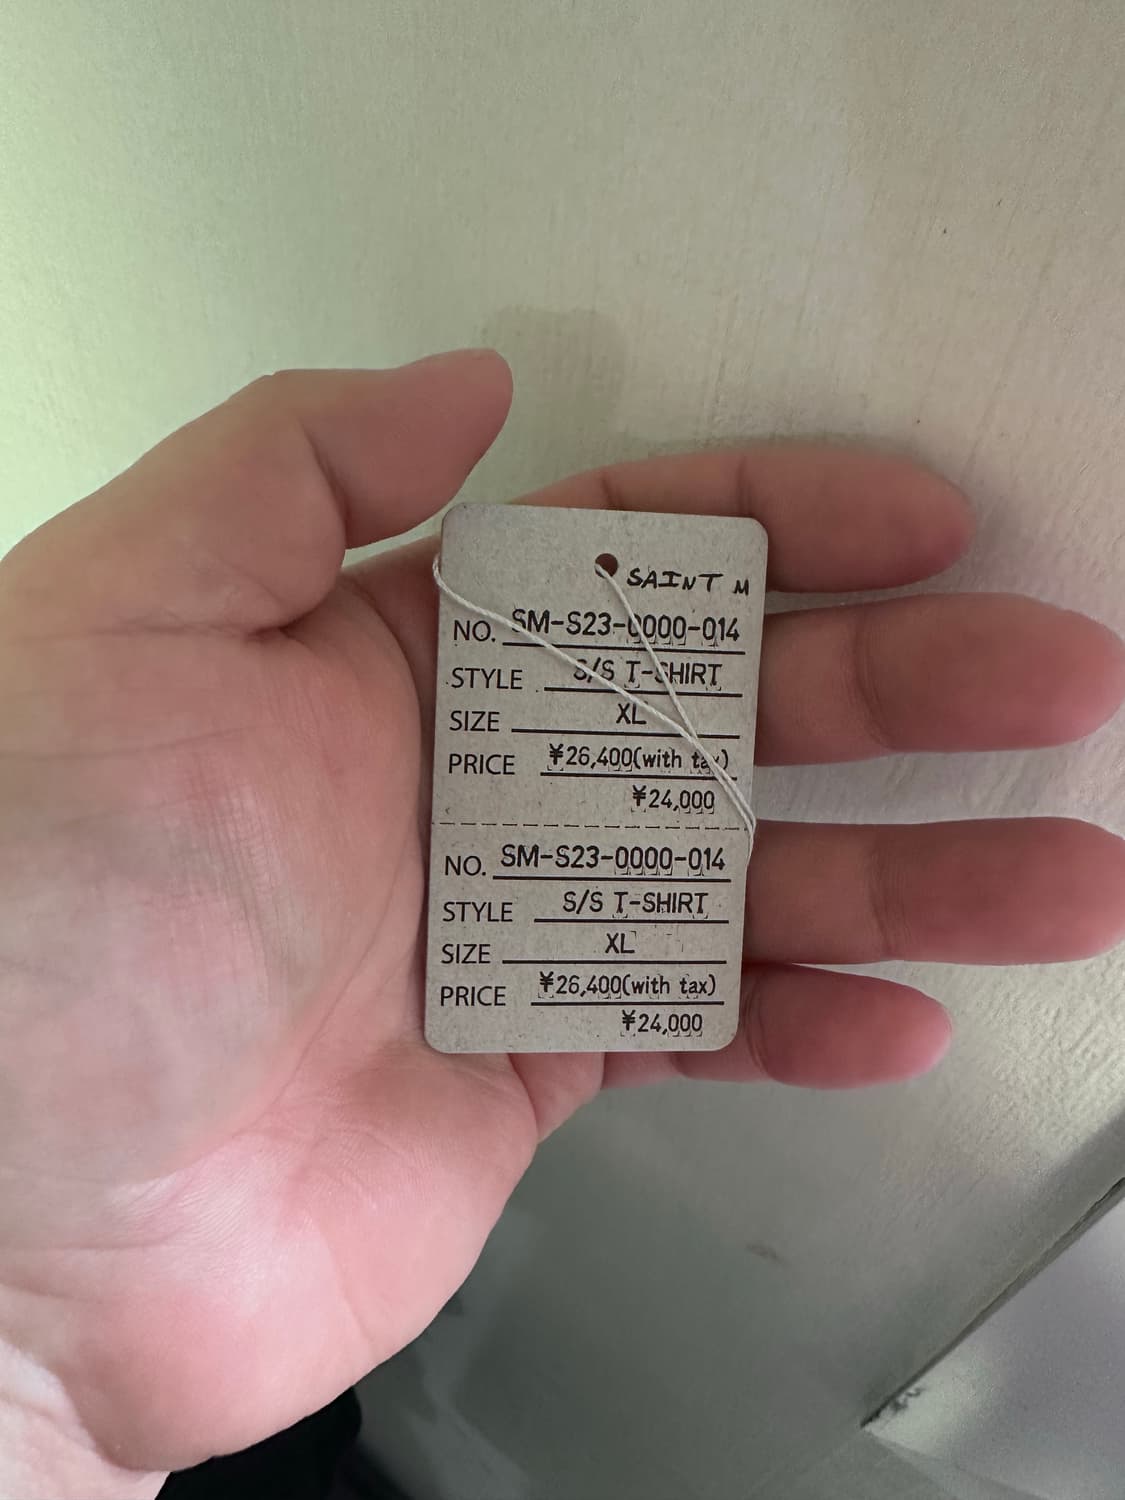 SAINT M
NO. SM-S23-0000-014
STYLE S/S T-SHIRT
SIZE XL
PRICE ¥26,400(with tax)
¥24,000
NO. SM-S23-0000-014
STYLE S/S T-SHIRT
SIZE XL
PRICE ¥26,400(with tax)
¥24,000